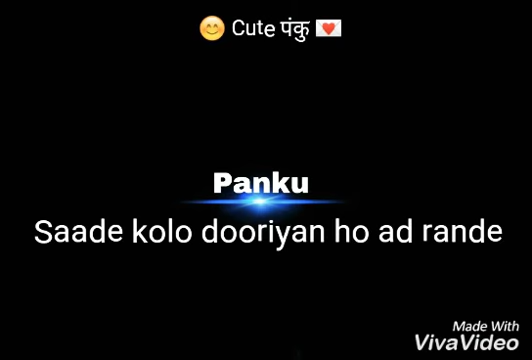 😊 Cute पंकु 💌
Panku
Saade kolo dooriyan ho ad rande
Made With
VivaVideo